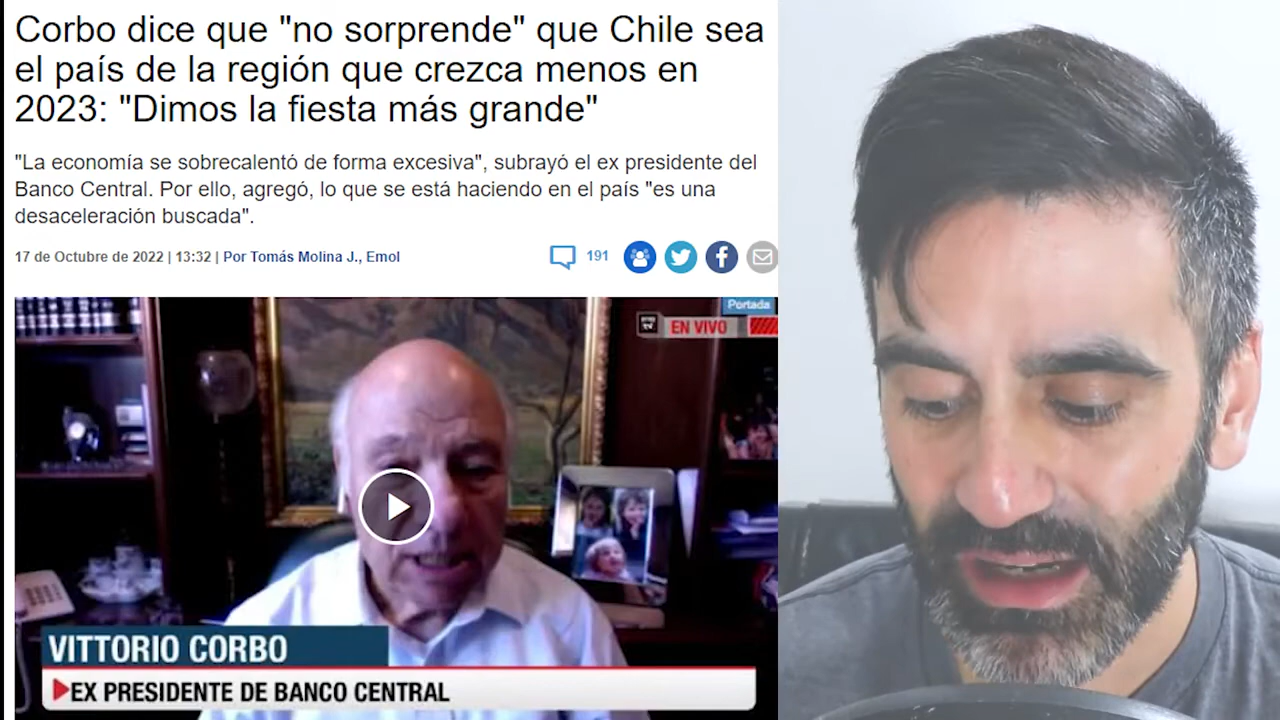 Corbo dice que "no sorprende" que Chile sea
el país de la región que crezca menos en
2023: "Dimos la fiesta más grande"
"La economía se sobrecalentó de forma excesiva", subrayó el ex presidente del
Banco Central. Por ello, agregó, lo que se está haciendo en el país "es una
desaceleración buscada".
17 de Octubre de 2022 | 13:32 | Por Tomás Molina J., Emol
191
Portada
EN VIVO
VITTORIO CORBO
EX PRESIDENTE DE BANCO CENTRAL